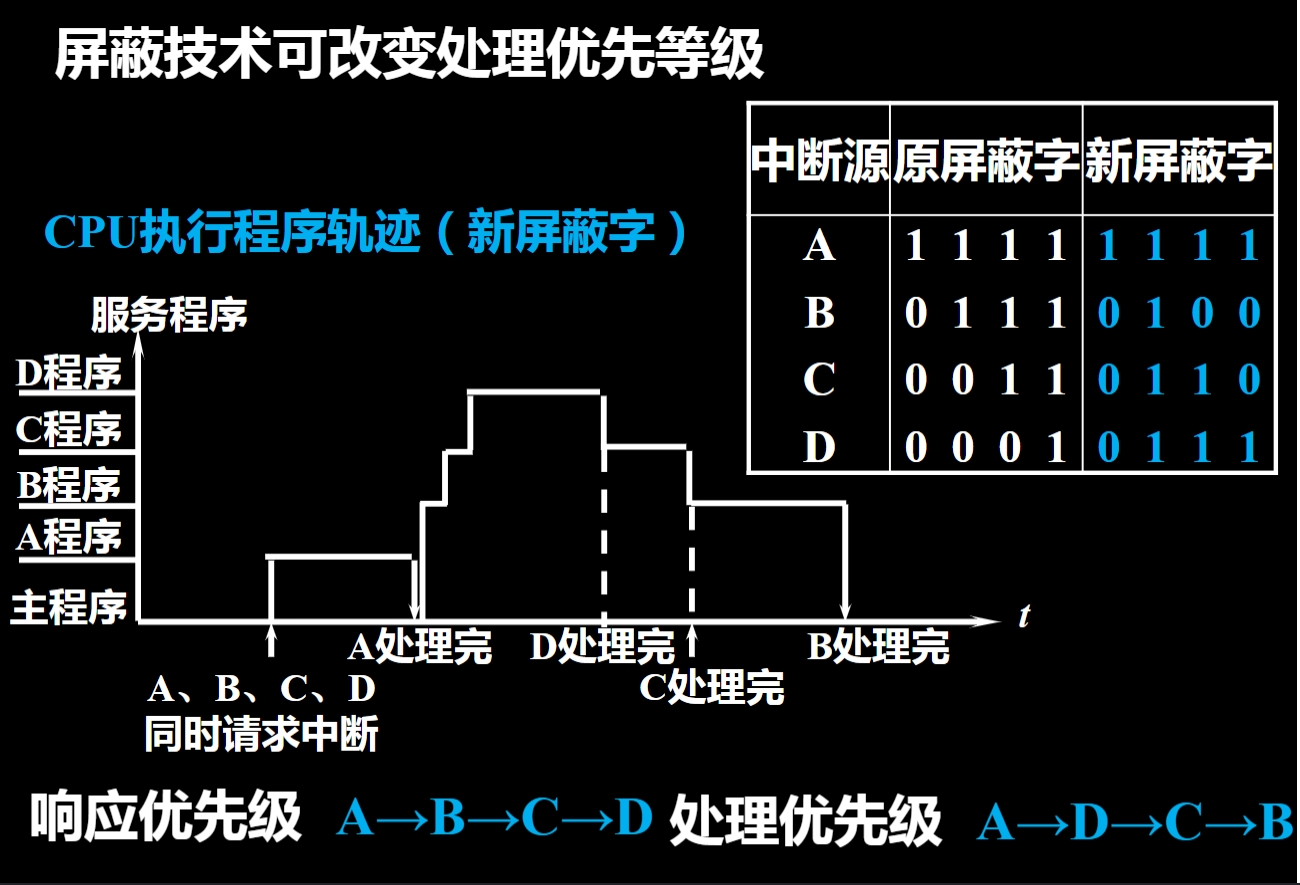 屏蔽技术可改变处理优先等级
中断源 原屏蔽字 新屏蔽字
A 1 1 1 1 1 1 1 1
B 0 1 1 1 0 1 0 0
C 0 0 1 1 0 1 1 0
D 0 0 0 1 0 1 1 1
CPU执行程序轨迹（新屏蔽字）
服务程序
D程序
C程序
B程序
A程序
主程序
t
A处理完 D处理完 B处理完
C处理完
A、B、C、D
同时请求中断
响应优先级 A→B→C→D 处理优先级 A→D→C→B